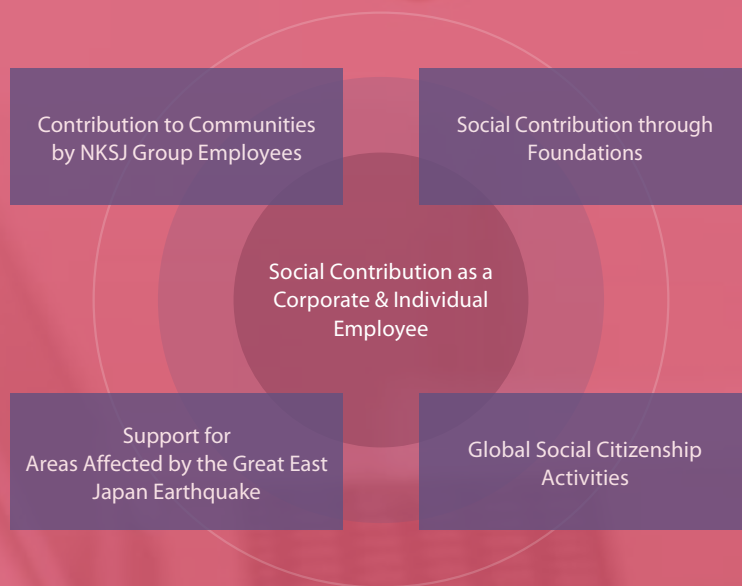 Contribution to Communities
by NKSJ Group Employees
Social Contribution through
Foundations
Social Contribution as a
Corporate & Individual
Employee
Support for
Areas Affected by the Great East
Japan Earthquake
Global Social Citizenship
Activities